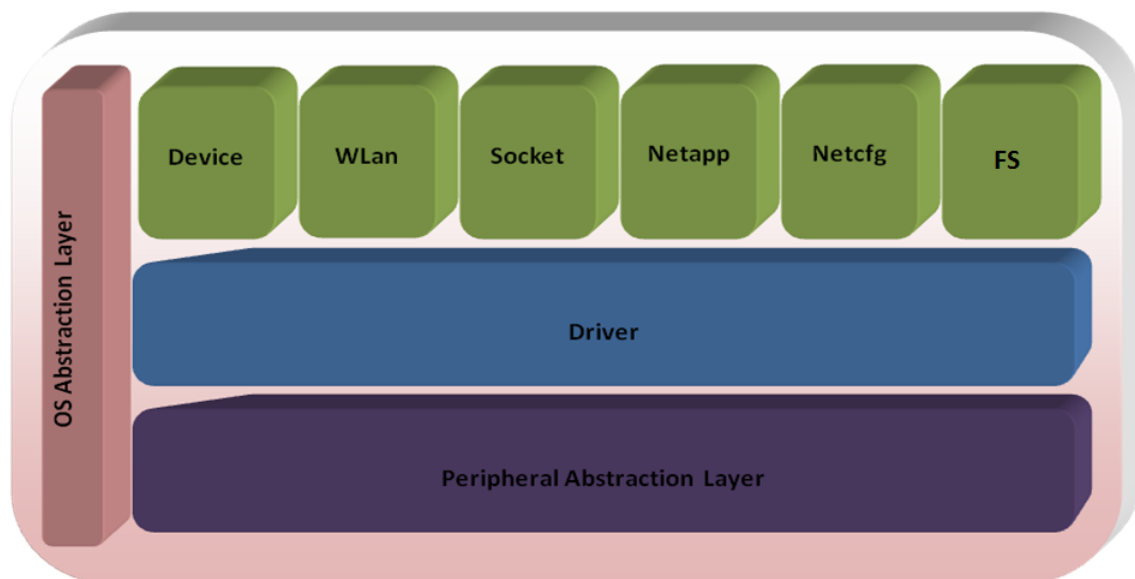 OS Abstraction Layer
Device
WLan
Socket
Netapp
Netcfg
FS
Driver
Peripheral Abstraction Layer